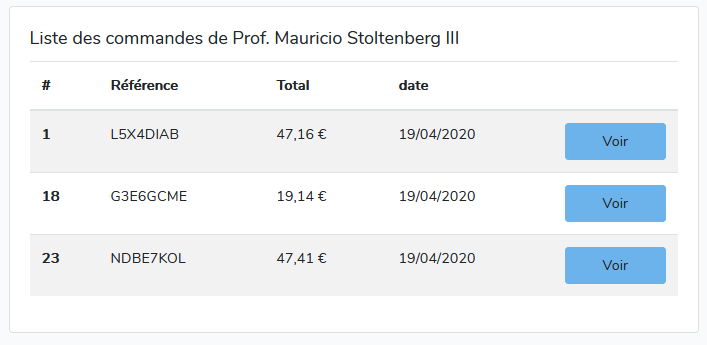 Liste des commandes de Prof. Mauricio Stoltenberg III
# Référence Total date
1 L5X4DIAB 47,16 € 19/04/2020 Voir
18 G3E6GCME 19,14 € 19/04/2020 Voir
23 NDBE7KOL 47,41 € 19/04/2020 Voir